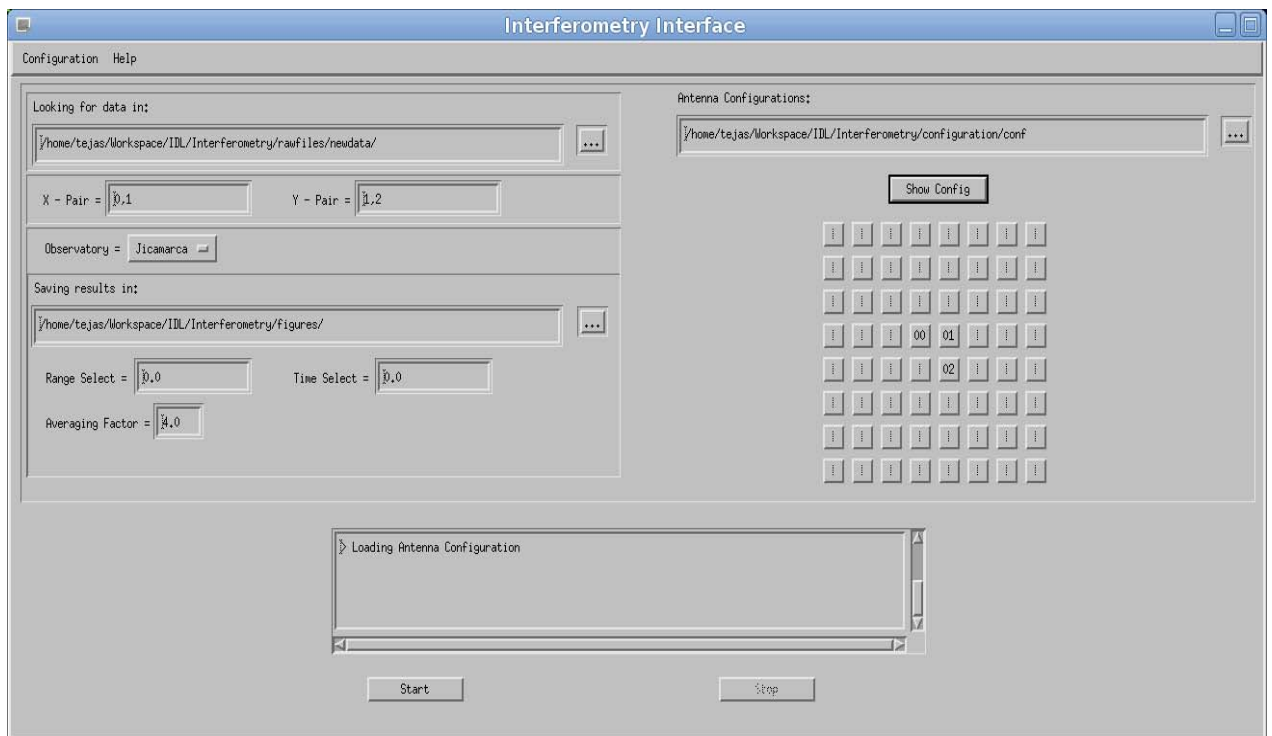 Interferometry Interface
Configuration Help
Looking for data in:
/home/tejas/Workspace/IDL/Interferometry/rawfiles/newdata/
...
X - Pair = 0,1
Y - Pair = 1,2
Observatory = Jicamarca
Saving results in:
/home/tejas/Workspace/IDL/Interferometry/figures/
...
Range Select = 0.0
Time Select = 0.0
Averaging Factor = 4.0
Antenna Configurations:
/home/tejas/Workspace/IDL/Interferometry/configuration/conf
...
Show Config
00 01
02
> Loading Antenna Configuration
Start
Stop